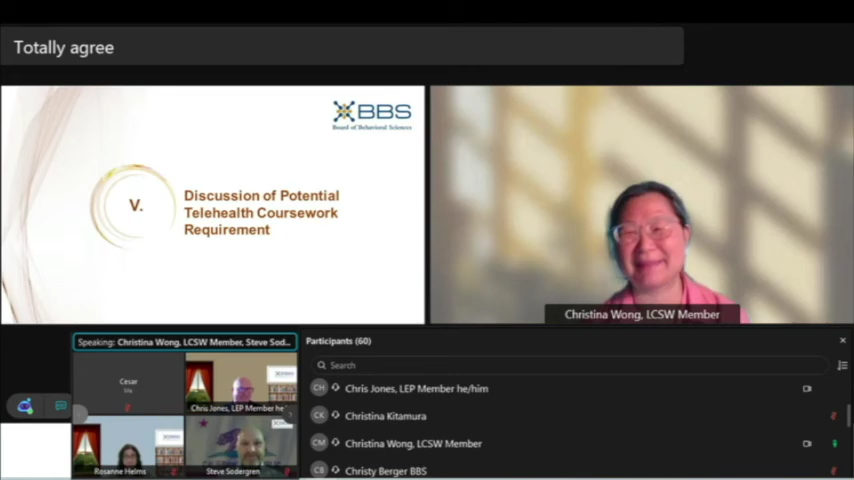 Totally agree
BBS
Board of Behavioral Sciences
V.
Discussion of Potential
Telehealth Coursework
Requirement
Christina Wong, LCSW Member
Speaking: Christina Wong, LCSW Member, Steve Sod...
Cesar
Me
Chris Jones, LEP Member he/
Rosanne Helms
Steve Sodergren
Participants (60)
Search
CH Chris Jones, LEP Member he/him
CK Christina Kitamura
CM Christina Wong, LCSW Member
CB Christy Berger BBS